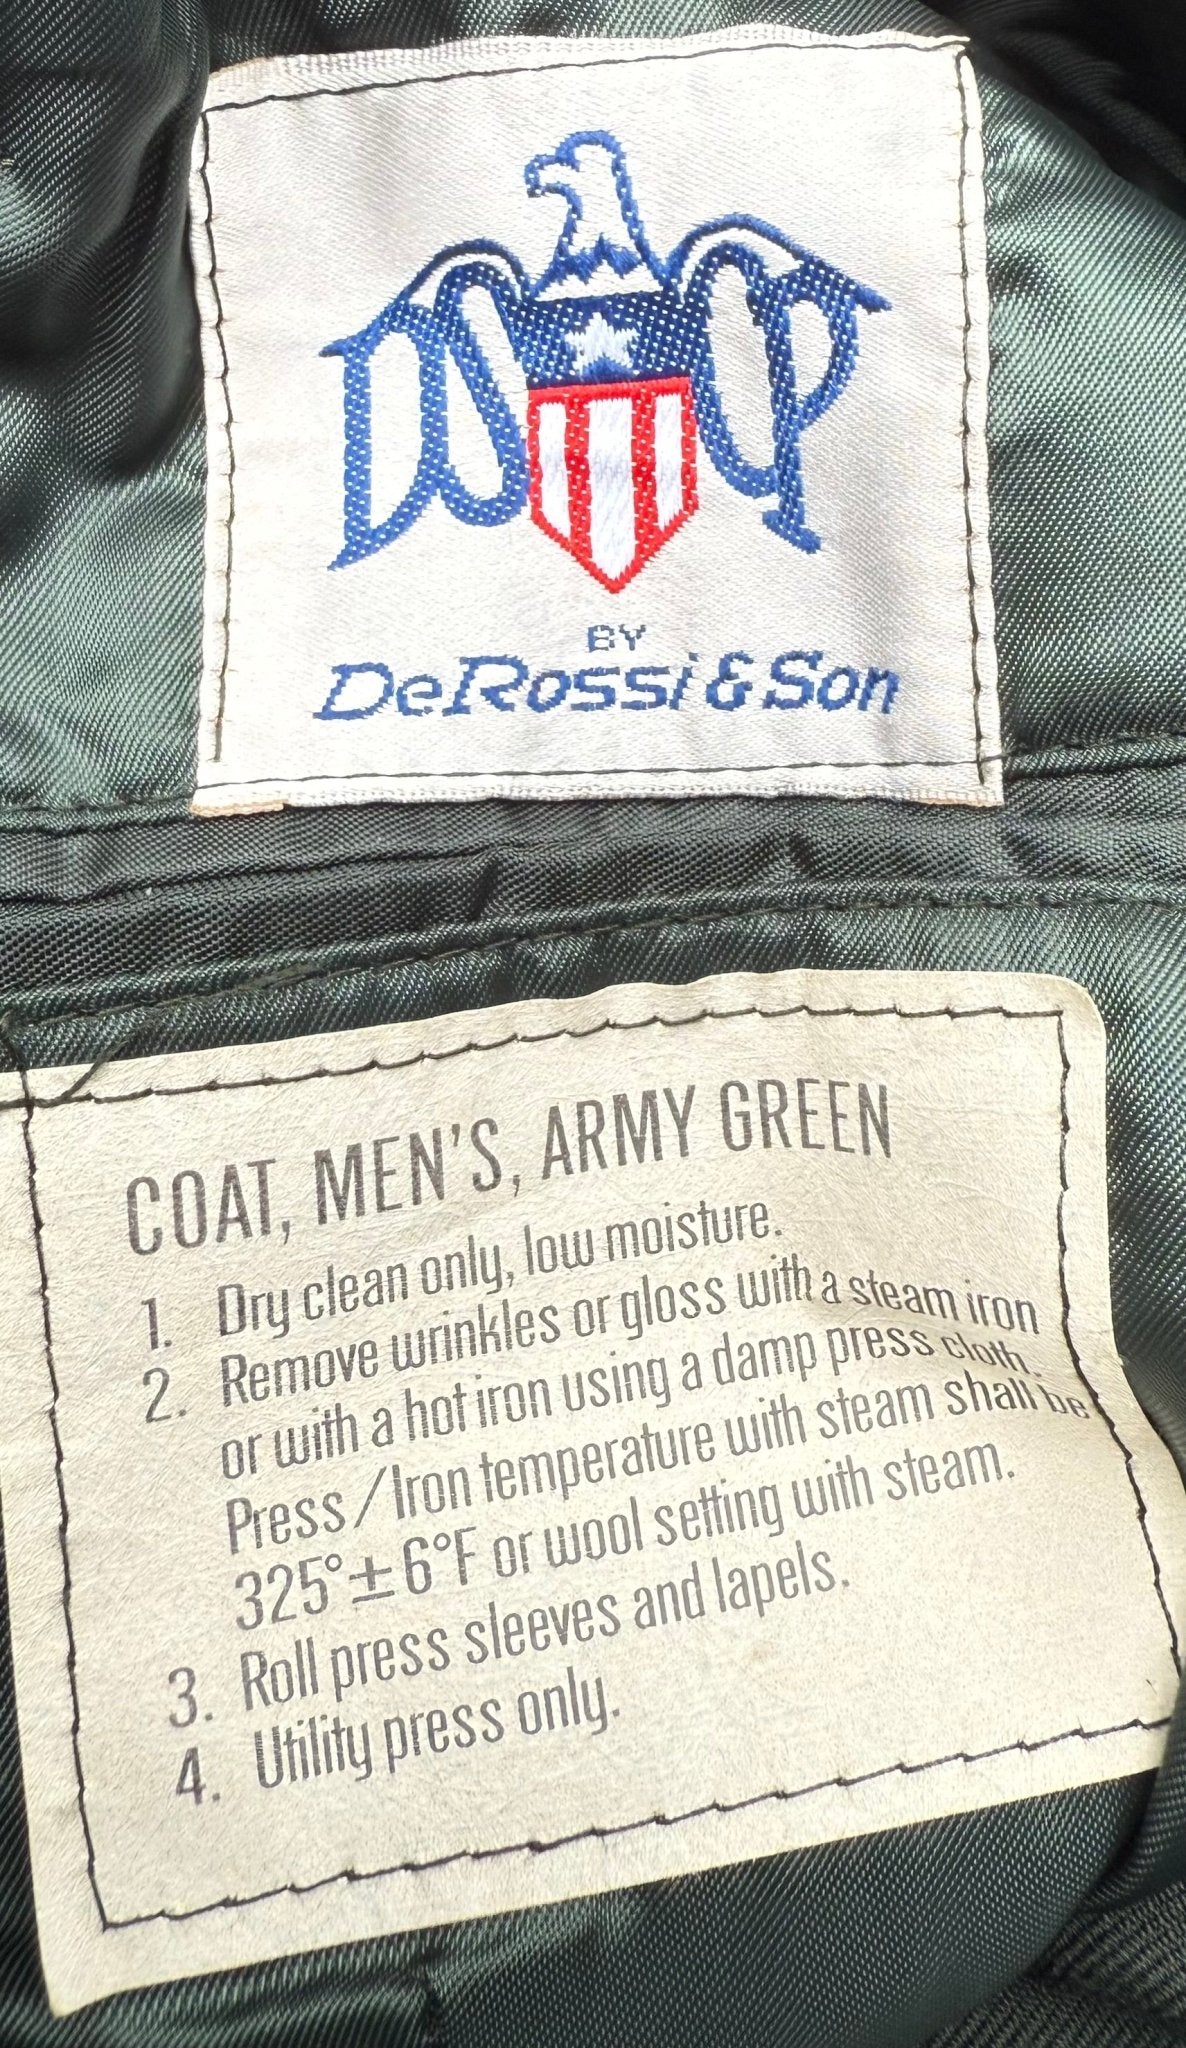 DSCP
BY
DeRossi & Son
COAT, MEN'S, ARMY GREEN
1. Dry clean only, low moisture.
2. Remove wrinkles or gloss with a steam iron
or with a hot iron using a damp press cloth.
Press/Iron temperature with steam shall be
325°±6°F or wool setting with steam.
3. Roll press sleeves and lapels.
4. Utility press only.